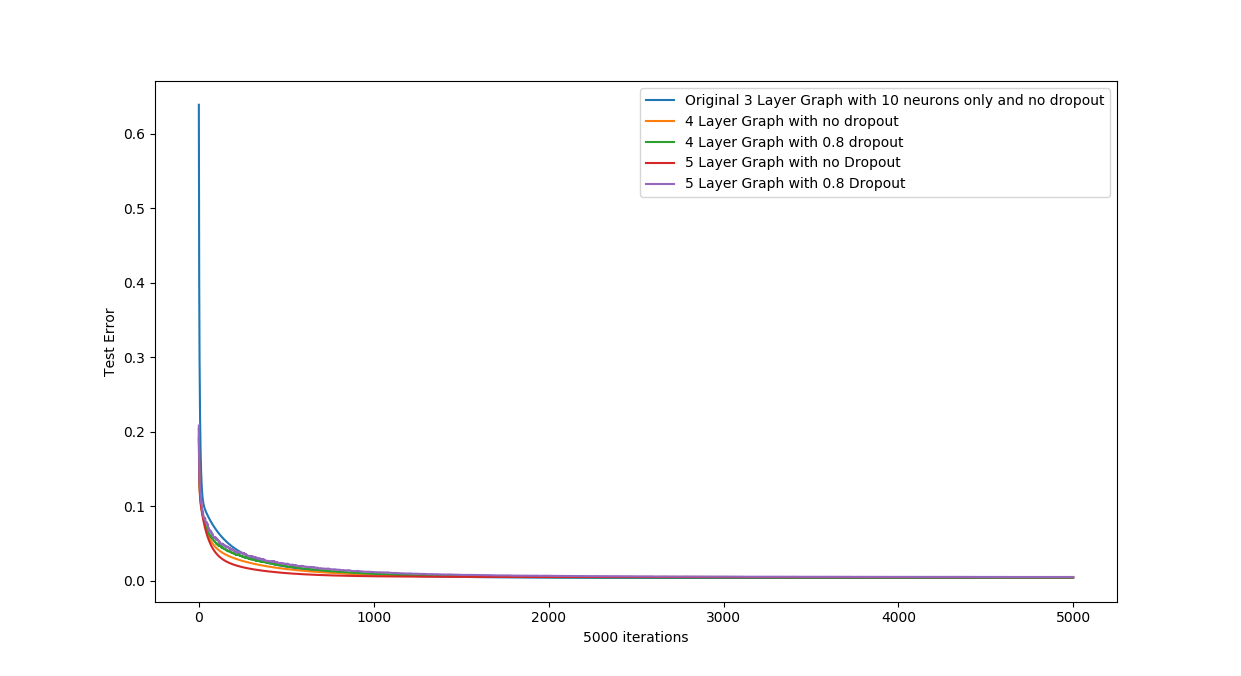 Original 3 Layer Graph with 10 neurons only and no dropout
4 Layer Graph with no dropout
4 Layer Graph with 0.8 dropout
5 Layer Graph with no Dropout
5 Layer Graph with 0.8 Dropout
Test Error
0.6
0.5
0.4
0.3
0.2
0.1
0.0
0 1000 2000 3000 4000 5000
5000 iterations